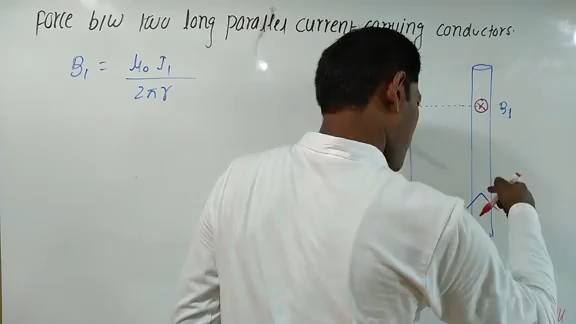 Force b/w two long parallel current carrying conductors.
B₁ = μ₀ I₁ / 2πr
B₁